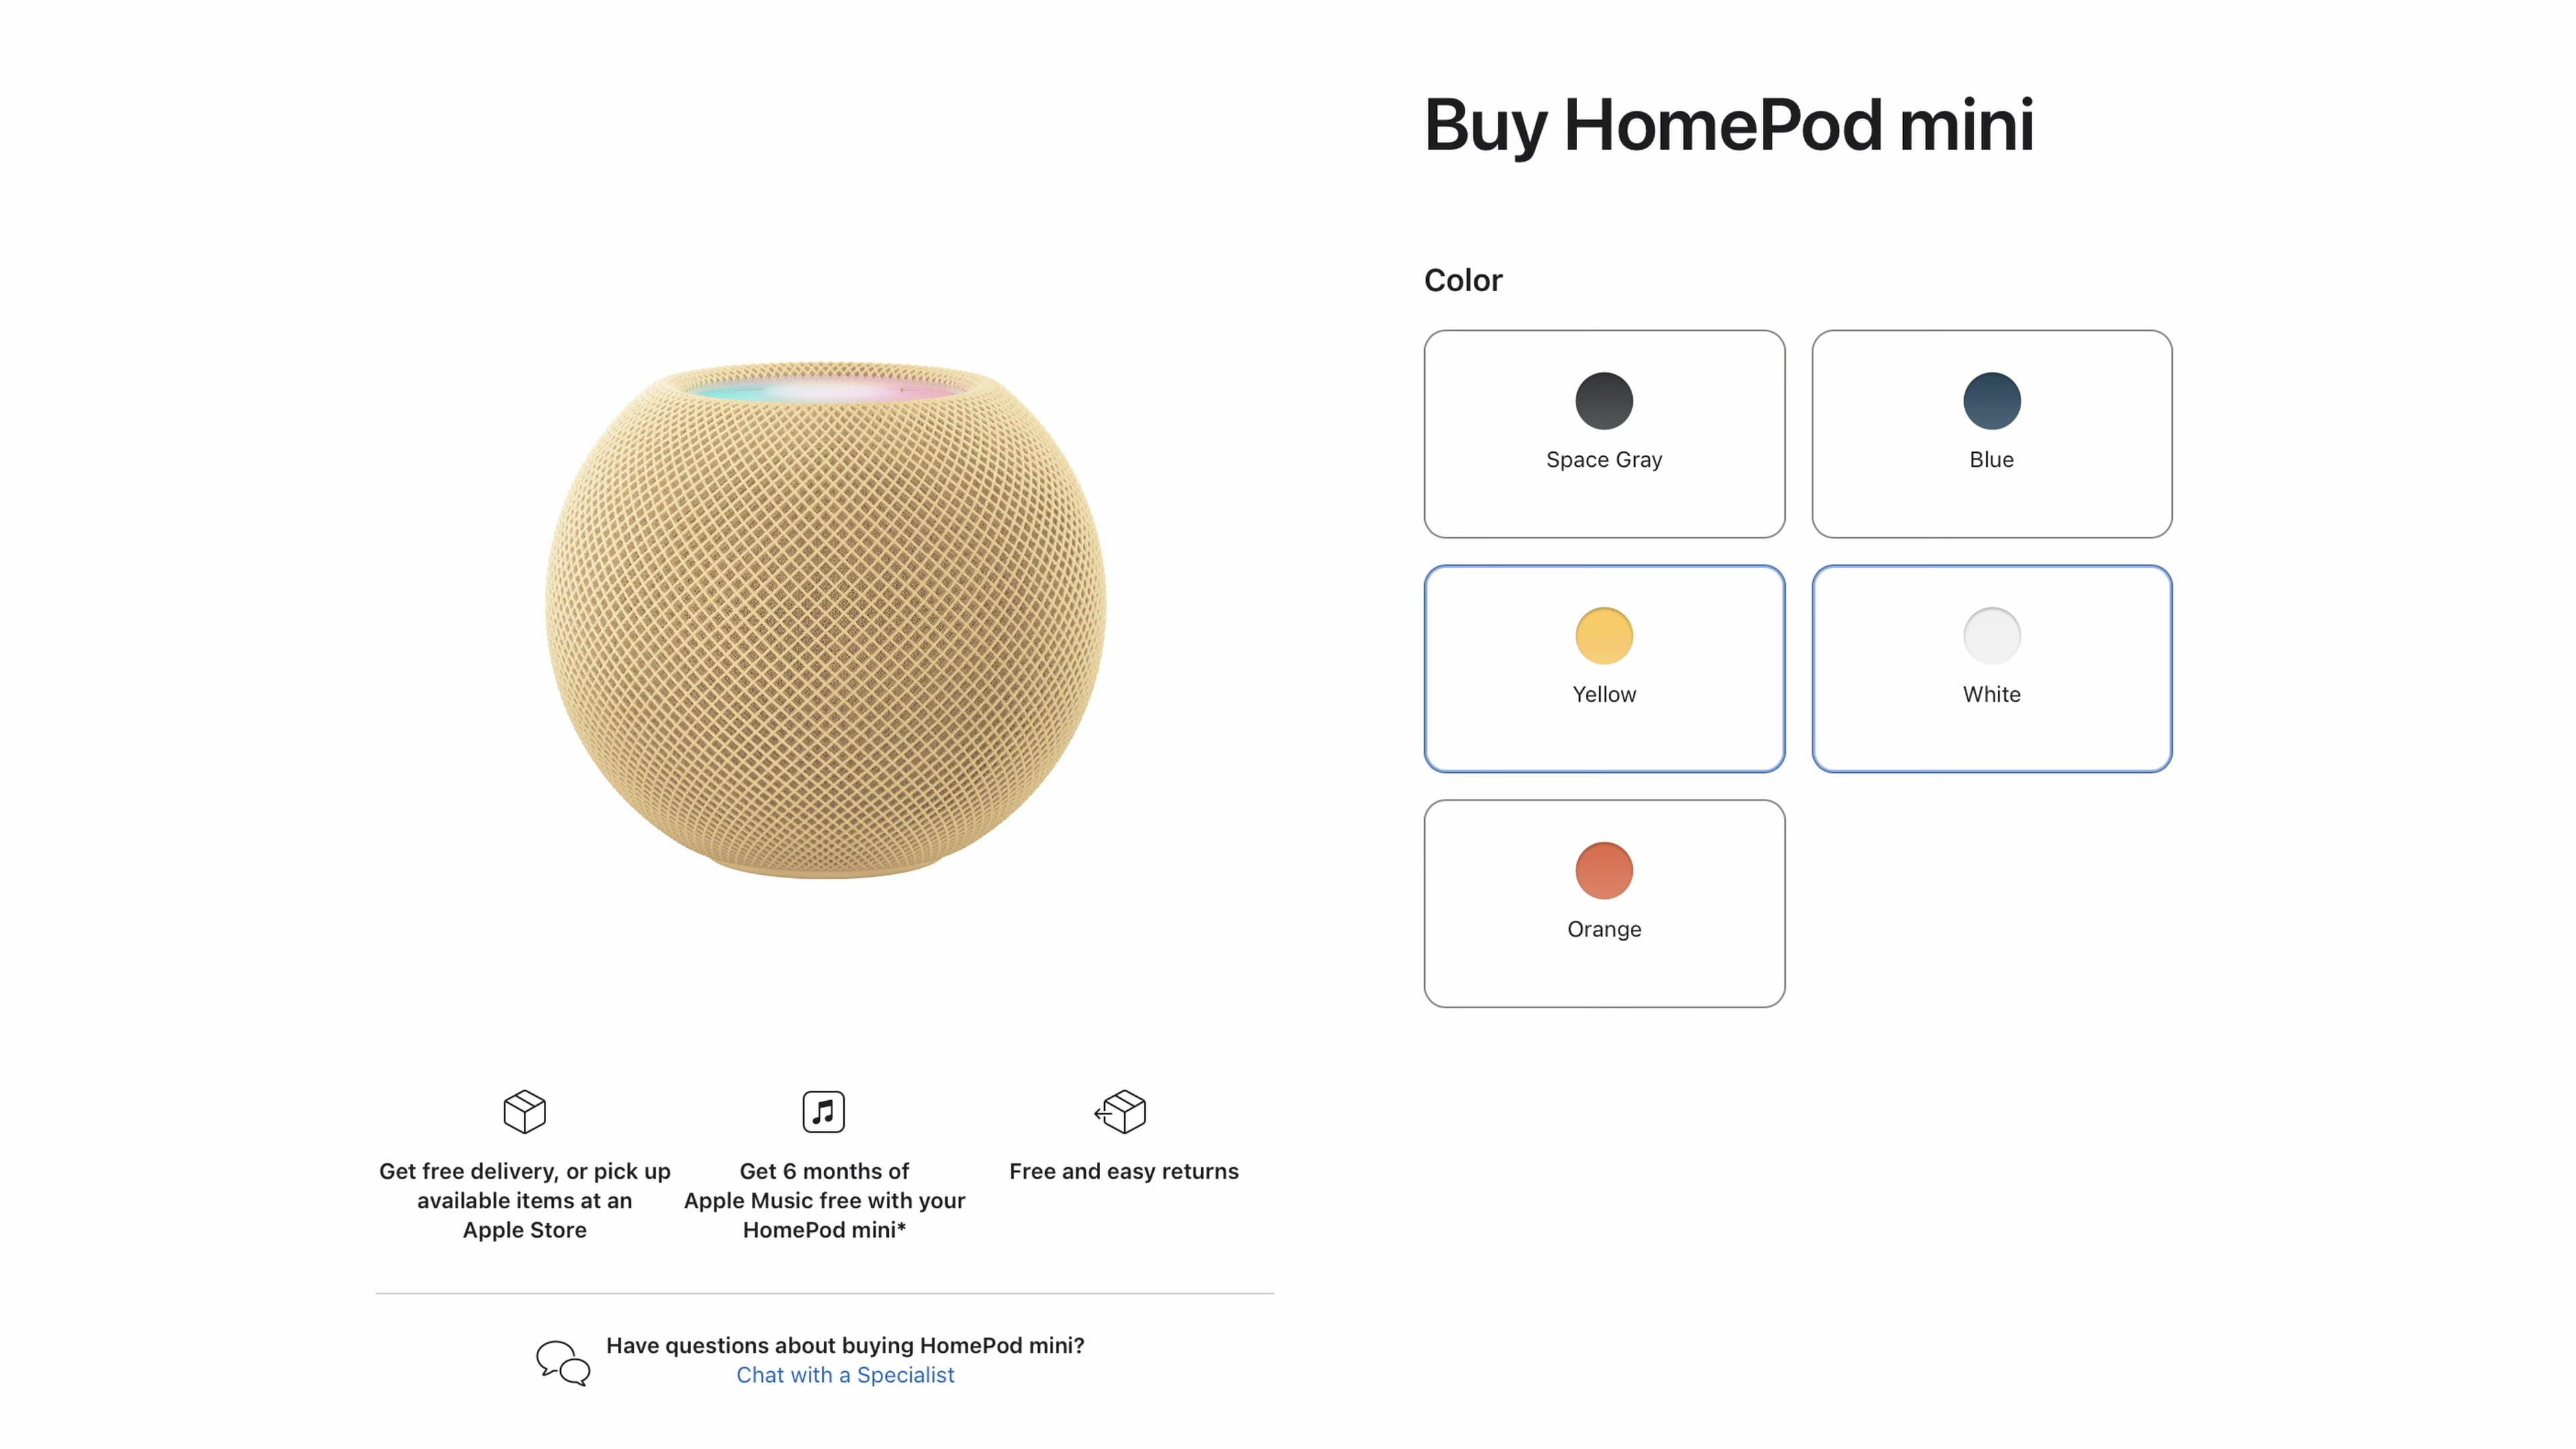 Buy HomePod mini
Color
Space Gray
Blue
Yellow
White
Orange
Get free delivery, or pick up
available items at an
Apple Store
Get 6 months of
Apple Music free with your
HomePod mini*
Free and easy returns
Have questions about buying HomePod mini?
Chat with a Specialist